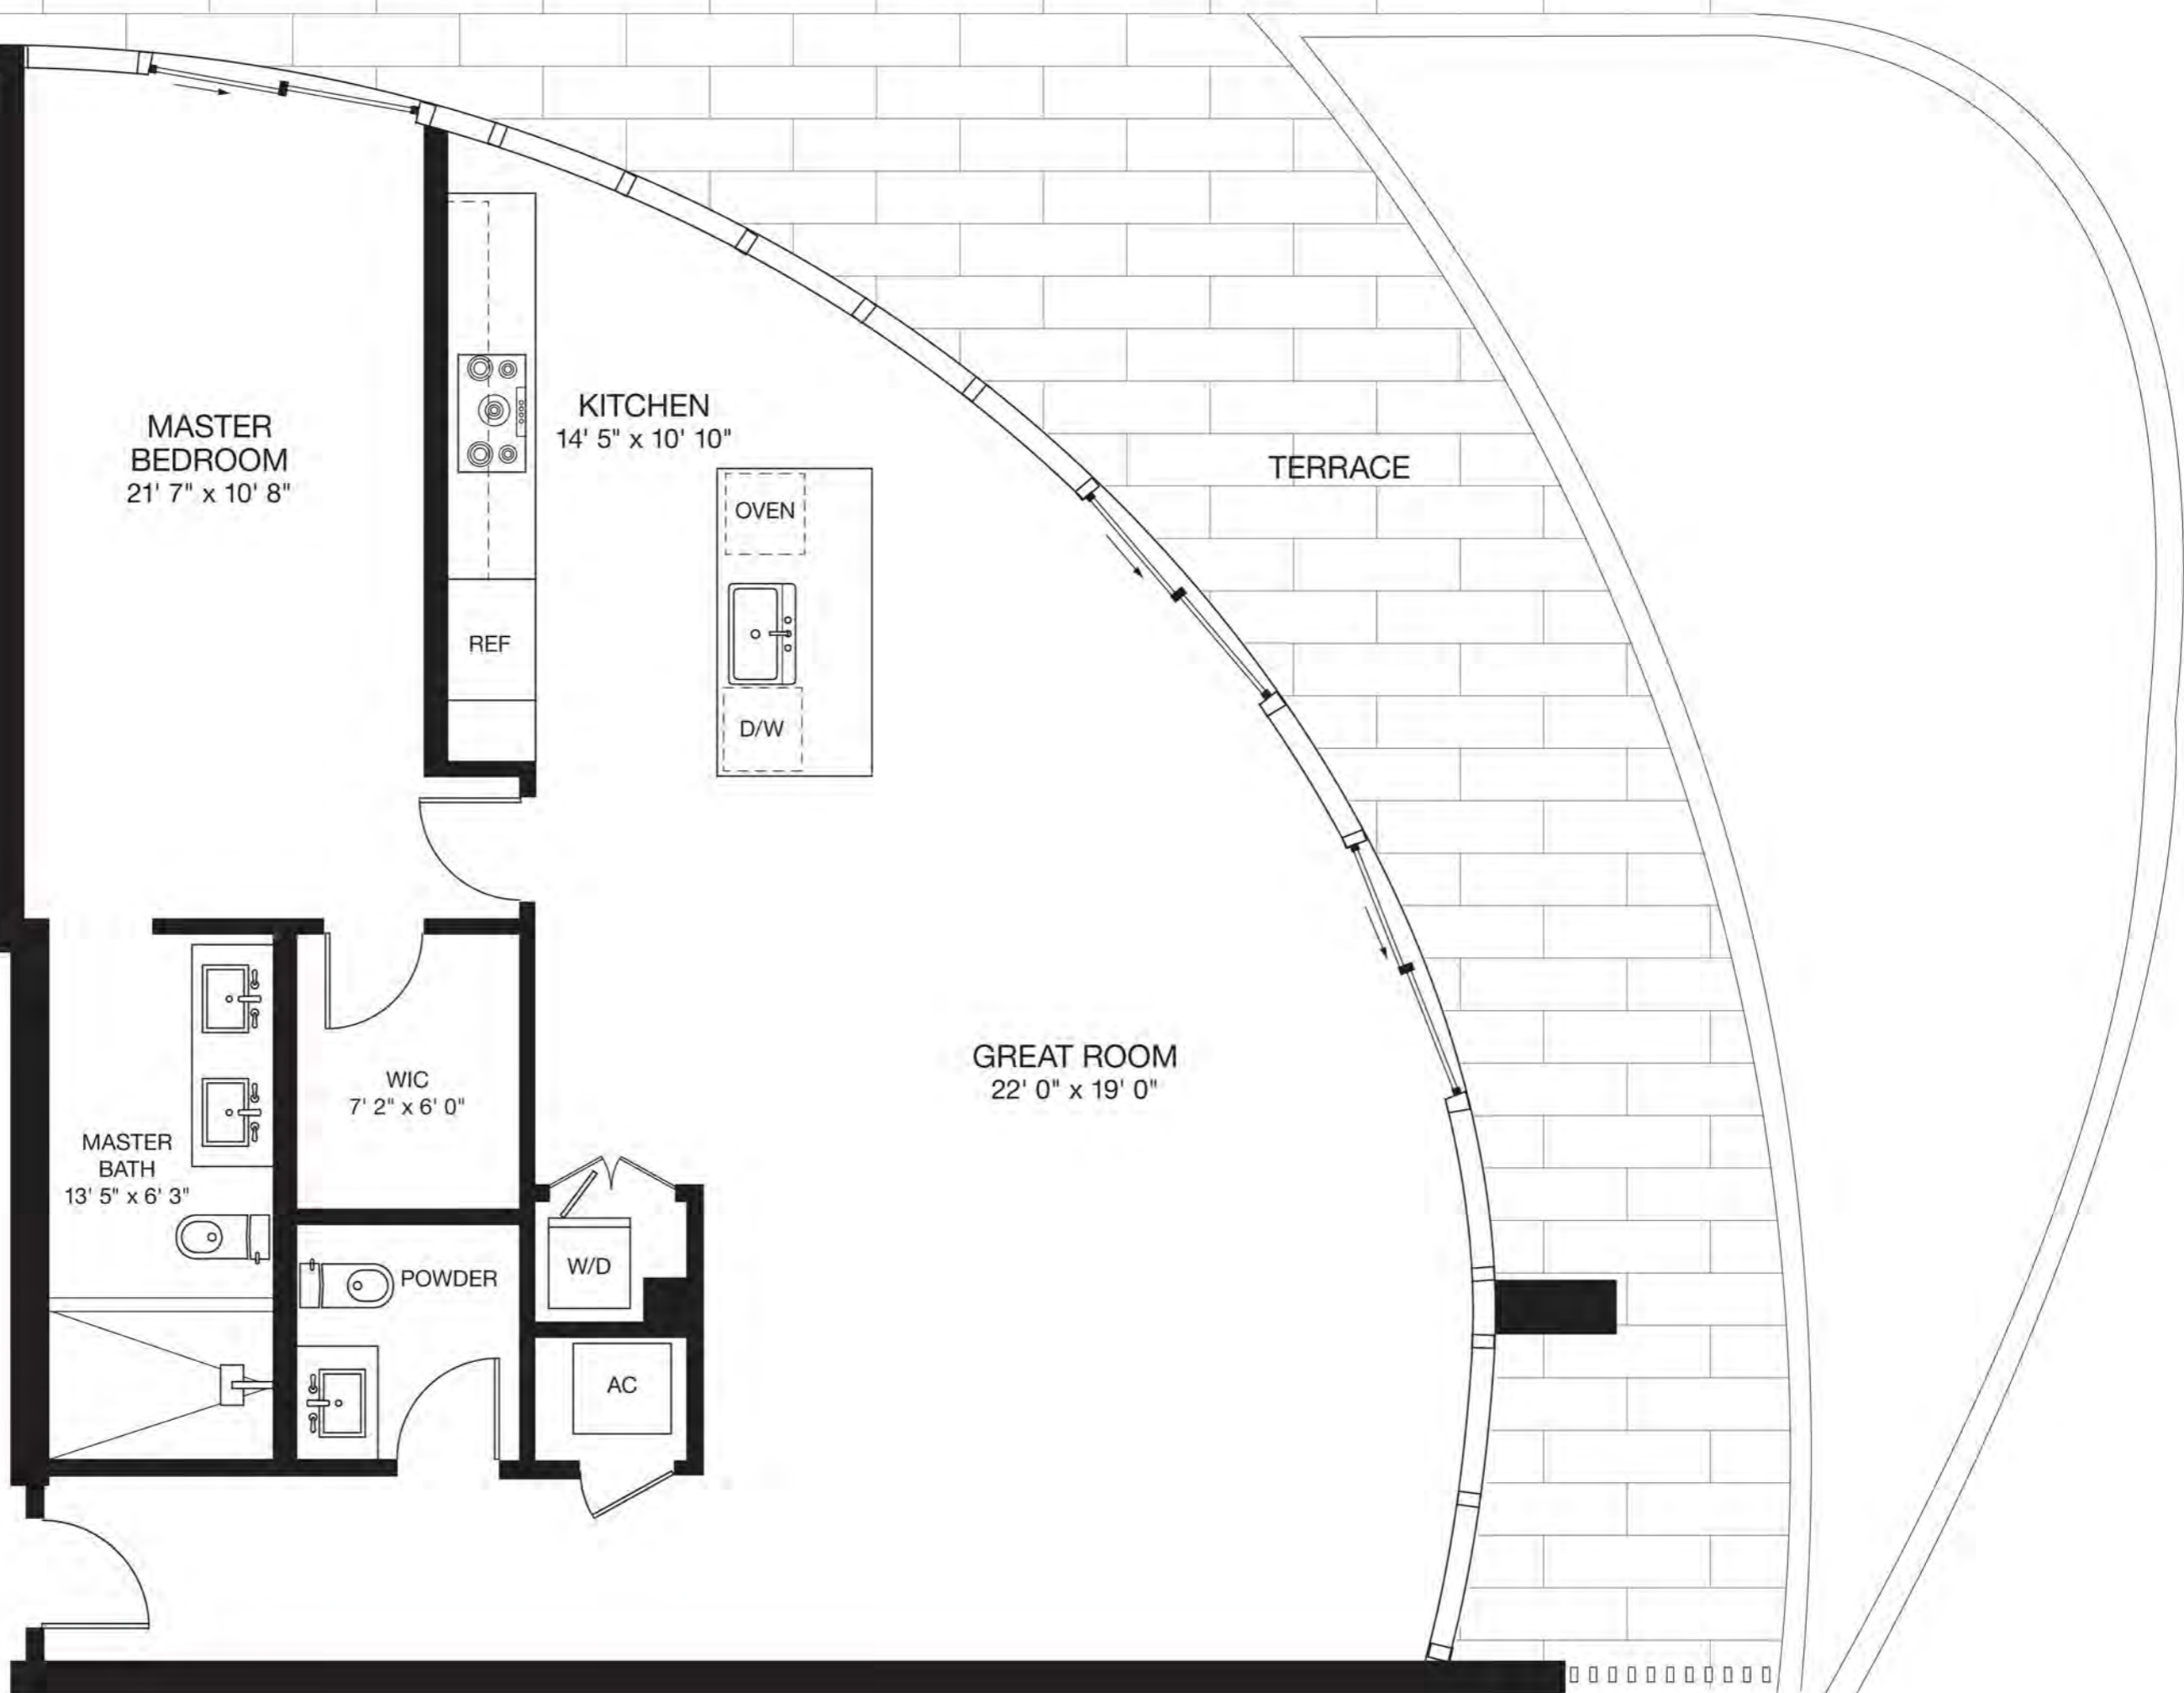 MASTER
BEDROOM
21' 7" x 10' 8"
KITCHEN
14' 5" x 10' 10"
OVEN
REF
D/W
TERRACE
GREAT ROOM
22' 0" x 19' 0"
WIC
7' 2" x 6' 0"
MASTER
BATH
13' 5" x 6' 3"
POWDER
W/D
AC